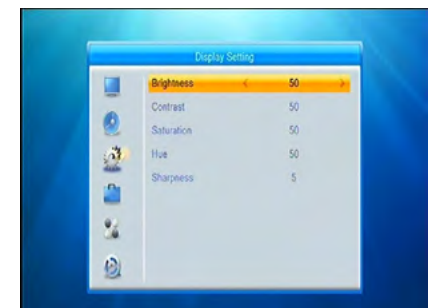 Display Setting
Brightness 50
Contrast 50
Saturation 50
Hue 50
Sharpness 5